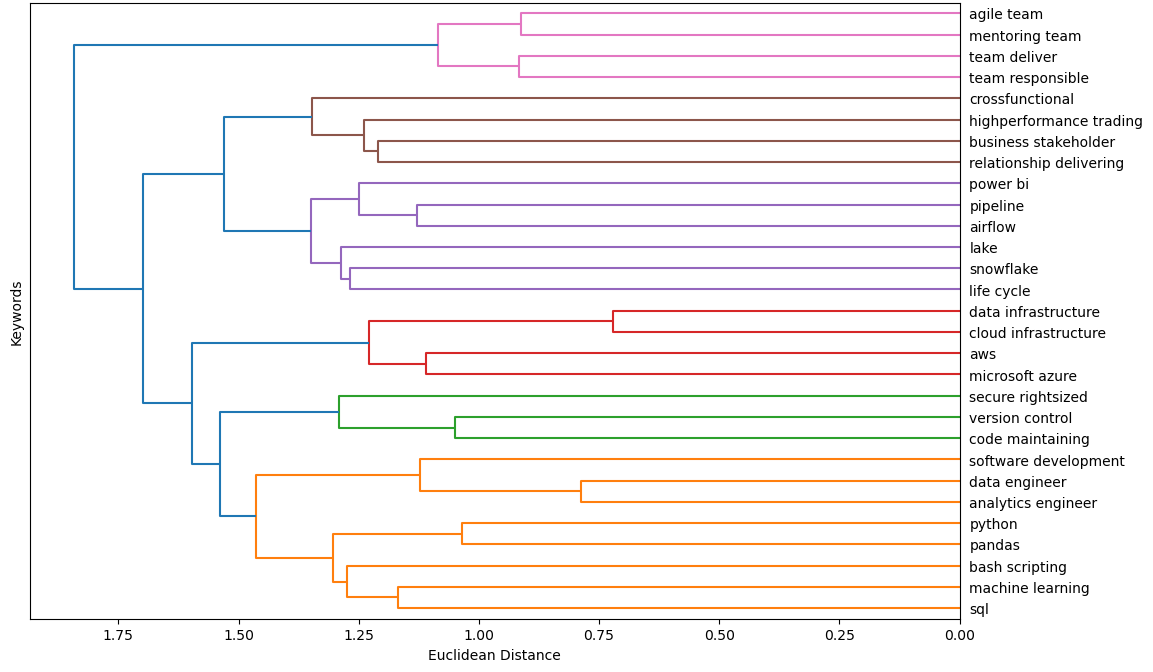 agile team
mentoring team
team deliver
team responsible
crossfunctional
highperformance trading
business stakeholder
relationship delivering
power bi
pipeline
airflow
lake
snowflake
life cycle
data infrastructure
cloud infrastructure
aws
microsoft azure
secure rightsized
version control
code maintaining
software development
data engineer
analytics engineer
python
pandas
bash scripting
machine learning
sql
Keywords
1.75 1.50 1.25 1.00 0.75 0.50 0.25 0.00
Euclidean Distance